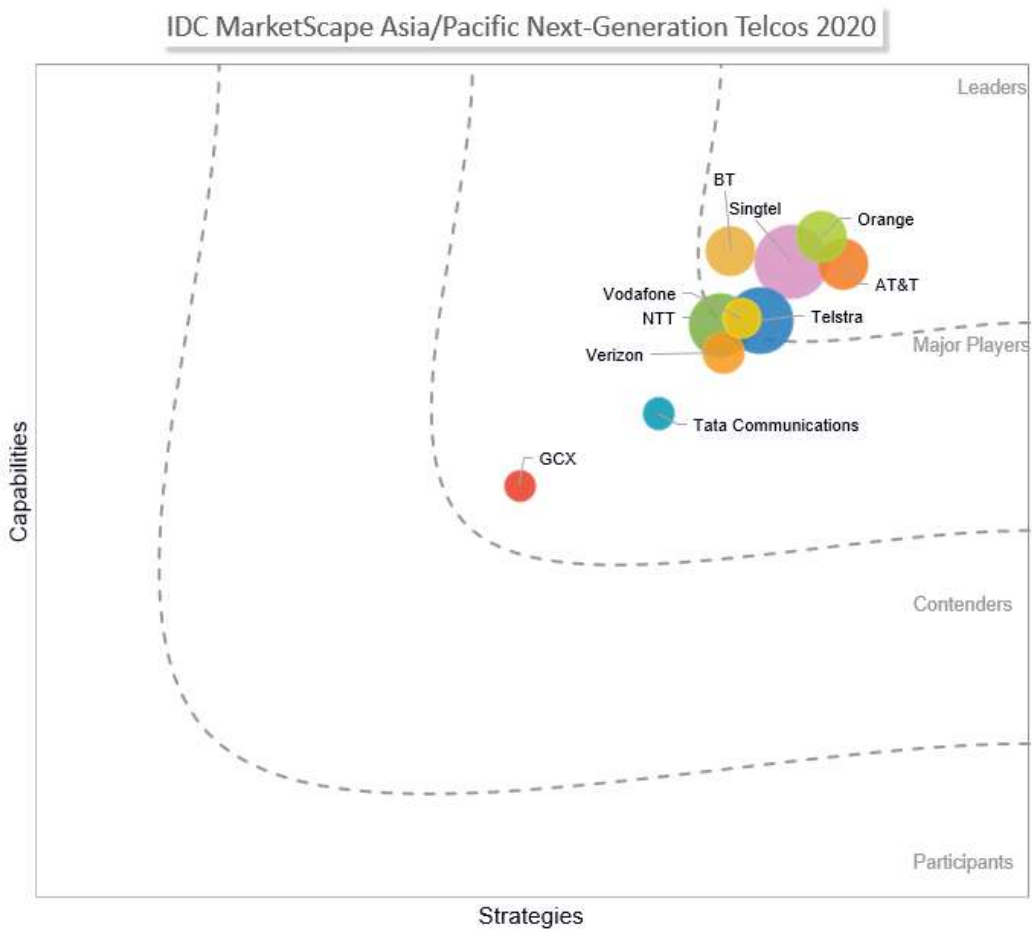 IDC MarketScape Asia/Pacific Next-Generation Telcos 2020
Leaders
BT
Singtel
Orange
AT&T
Vodafone
NTT
Telstra
Major Players
Verizon
Tata Communications
GCX
Capabilities
Contenders
Participants
Strategies